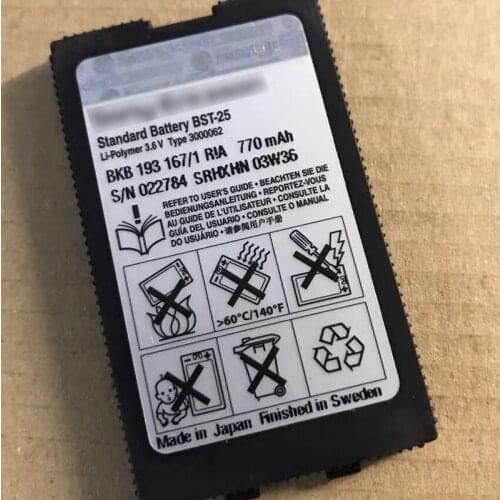 Standard Battery BST-25
Li-Polymer 3.6 V Type 3000062
BKB 193 167/1 R1A 770 mAh
S/N 022784 SRHXHN 03W36
REFER TO USER'S GUIDE • BEACHTEN SIE DIE
BEDIENUNGSANLEITUNG • REPORTEZ-VOUS
AU GUIDE DE L'UTILISATEUR • CONSULTE LA
GUÍA DEL USUARIO • CONSULTE O MANUAL
DO USUÁRIO • 请参阅用户手册
>60°C/140°F
Made in Japan Finished in Sweden